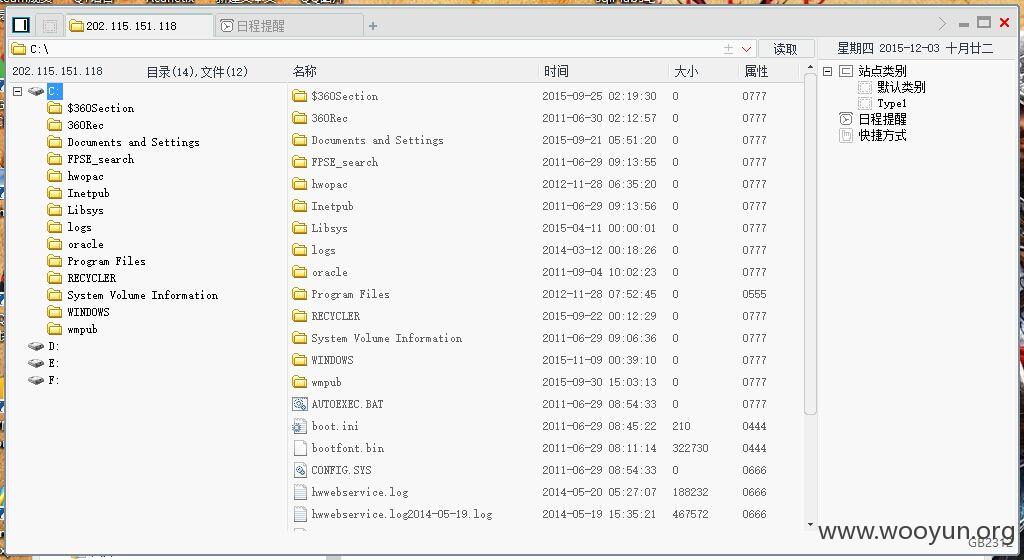 202.115.151.118
日程提醒
C:\
读取
星期四 2015-12-03 十月廿二
202.115.151.118 目录(14),文件(12)
C:
$360Section
360Rec
Documents and Settings
FPSE_search
hwopac
Inetpub
Libsys
logs
oracle
Program Files
RECYCLER
System Volume Information
WINDOWS
wmpub
D:
E:
F:
名称 时间 大小 属性
$360Section 2015-09-25 02:19:30 0 0777
360Rec 2011-06-30 02:12:57 0 0777
Documents and Settings 2015-09-21 05:51:20 0 0777
FPSE_search 2011-06-29 09:13:55 0 0777
hwopac 2012-11-28 06:35:20 0 0777
Inetpub 2011-06-29 09:13:56 0 0777
Libsys 2015-04-11 00:00:01 0 0777
logs 2014-03-12 00:18:26 0 0777
oracle 2011-09-04 10:02:23 0 0777
Program Files 2012-11-28 07:52:45 0 0555
RECYCLER 2015-09-22 00:12:29 0 0777
System Volume Information 2011-06-29 09:06:36 0 0777
WINDOWS 2015-11-09 00:39:10 0 0777
wmpub 2015-09-30 15:03:13 0 0777
AUTOEXEC.BAT 2011-06-29 08:54:33 0 0777
boot.ini 2011-06-29 08:45:22 210 0444
bootfont.bin 2011-06-29 08:11:14 322730 0444
CONFIG.SYS 2011-06-29 08:54:33 0 0666
hwwebservice.log 2014-05-20 05:27:07 188232 0666
hwwebservice.log2014-05-19.log 2014-05-19 15:35:21 467572 0666
站点类别
默认类别
Type1
日程提醒
快捷方式
www.wooyun.org
GB2312